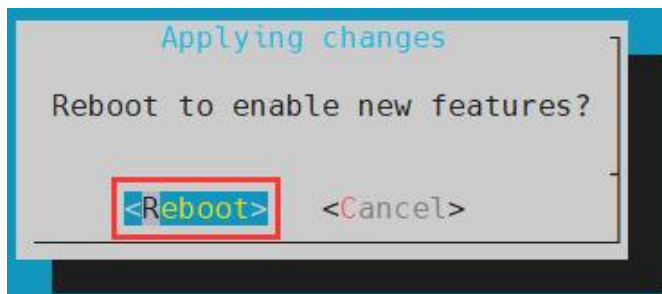 Applying changes
Reboot to enable new features?
<Reboot> <Cancel>